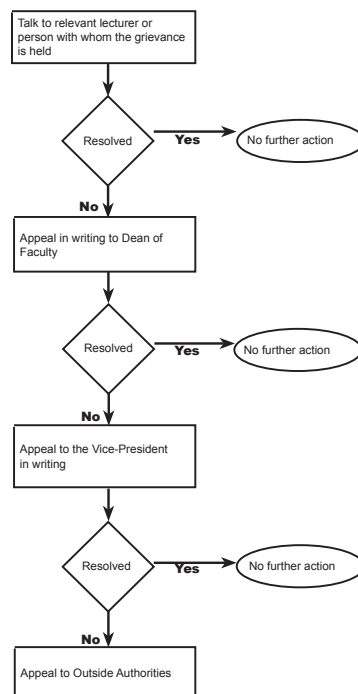 Talk to relevant lecturer or
person with whom the grievance
is held
Resolved
Yes
No further action
No
Appeal in writing to Dean of
Faculty
Resolved
Yes
No further action
No
Appeal to the Vice-President
in writing
Resolved
Yes
No further action
No
Appeal to Outside Authorities